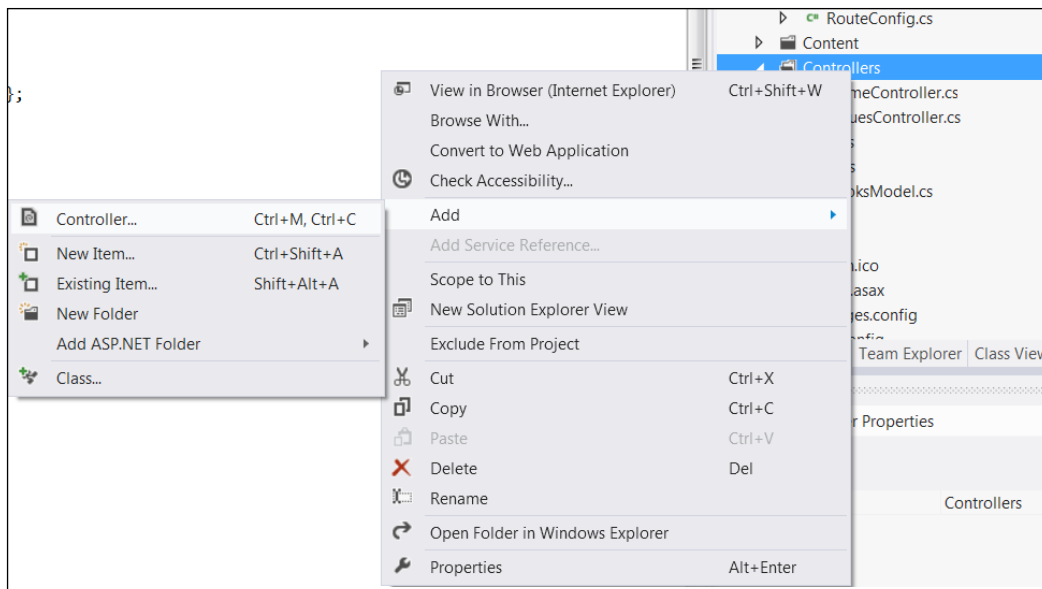 RouteConfig.cs
Content
Controllers
};
View in Browser (Internet Explorer) Ctrl+Shift+W
meController.cs
Browse With...
uesController.cs
Convert to Web Application
s
Check Accessibility...
s
oksModel.cs
Controller... Ctrl+M, Ctrl+C
Add
New Item... Ctrl+Shift+A
Add Service Reference...
.ico
Existing Item... Shift+Alt+A
Scope to This
.asax
New Folder
New Solution Explorer View
ges.config
Add ASP.NET Folder
Exclude From Project
Team Explorer Class View
Class...
Cut Ctrl+X
Copy Ctrl+C
r Properties
Paste Ctrl+V
Delete Del
Rename
Controllers
Open Folder in Windows Explorer
Properties Alt+Enter